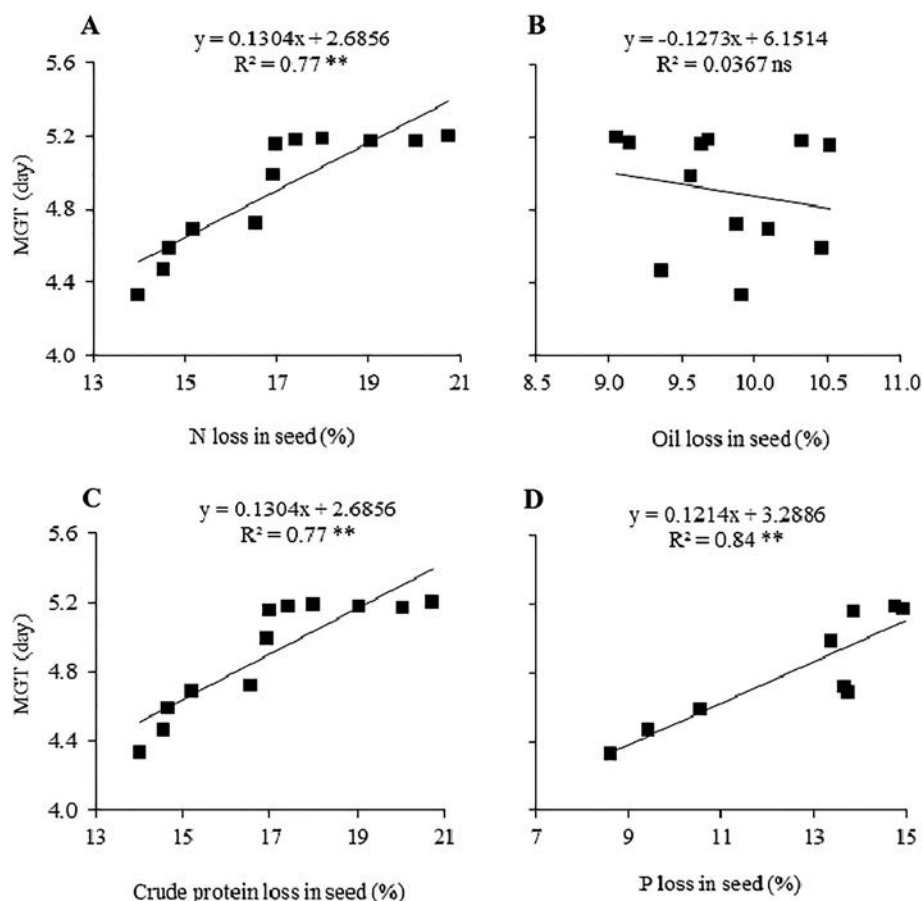 A
y = 0.1304x + 2.6856
R² = 0.77 **
MGT (day)
5.6
5.2
4.8
4.4
4.0
13 15 17 19 21
N loss in seed (%)
B
y = -0.1273x + 6.1514
R² = 0.0367 ns
8.5 9.0 9.5 10.0 10.5 11.0
Oil loss in seed (%)
C
y = 0.1304x + 2.6856
R² = 0.77 **
MGT (day)
5.6
5.2
4.8
4.4
4.0
13 15 17 19 21
Crude protein loss in seed (%)
D
y = 0.1214x + 3.2886
R² = 0.84 **
7 9 11 13 15
P loss in seed (%)